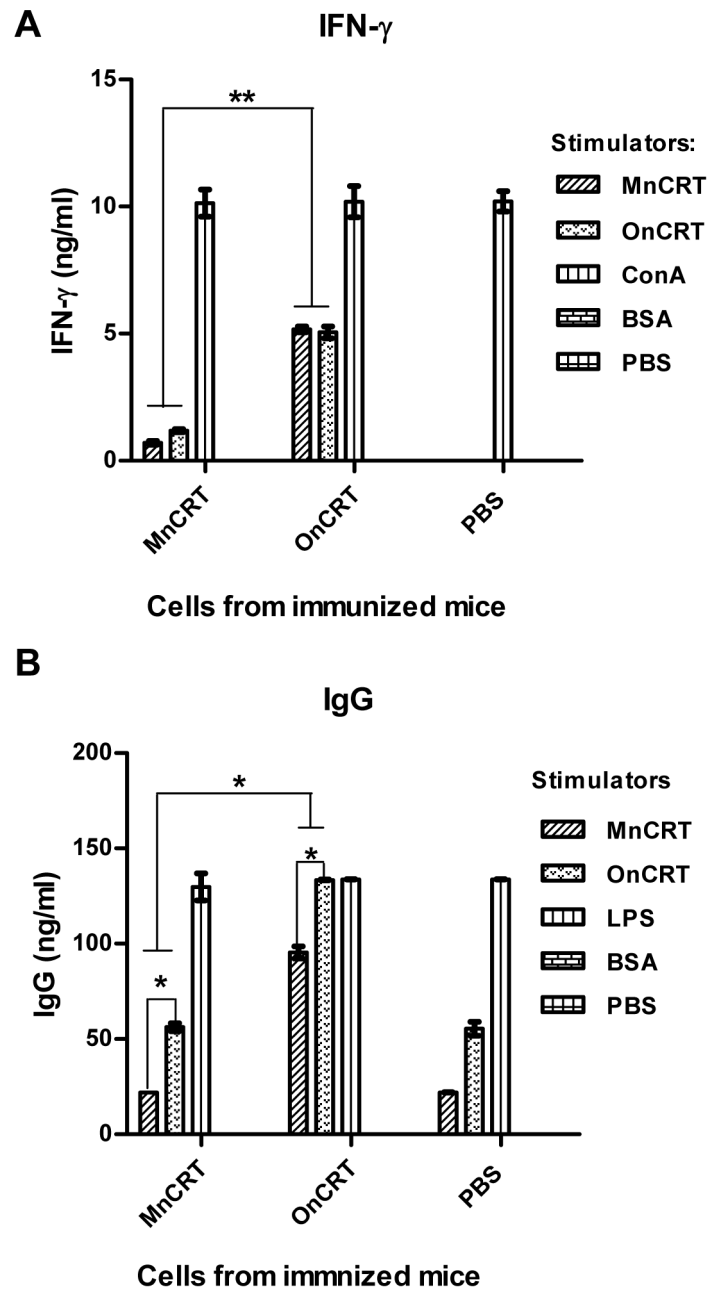 A
IFN-γ
15
10
5
0
IFN-γ (ng/ml)
**
Stimulators:
MnCRT
OnCRT
ConA
BSA
PBS
MnCRT
OnCRT
PBS
Cells from immunized mice
B
IgG
200
150
100
50
0
IgG (ng/ml)
*
*
*
Stimulators
MnCRT
OnCRT
LPS
BSA
PBS
MnCRT
OnCRT
PBS
Cells from immnized mice